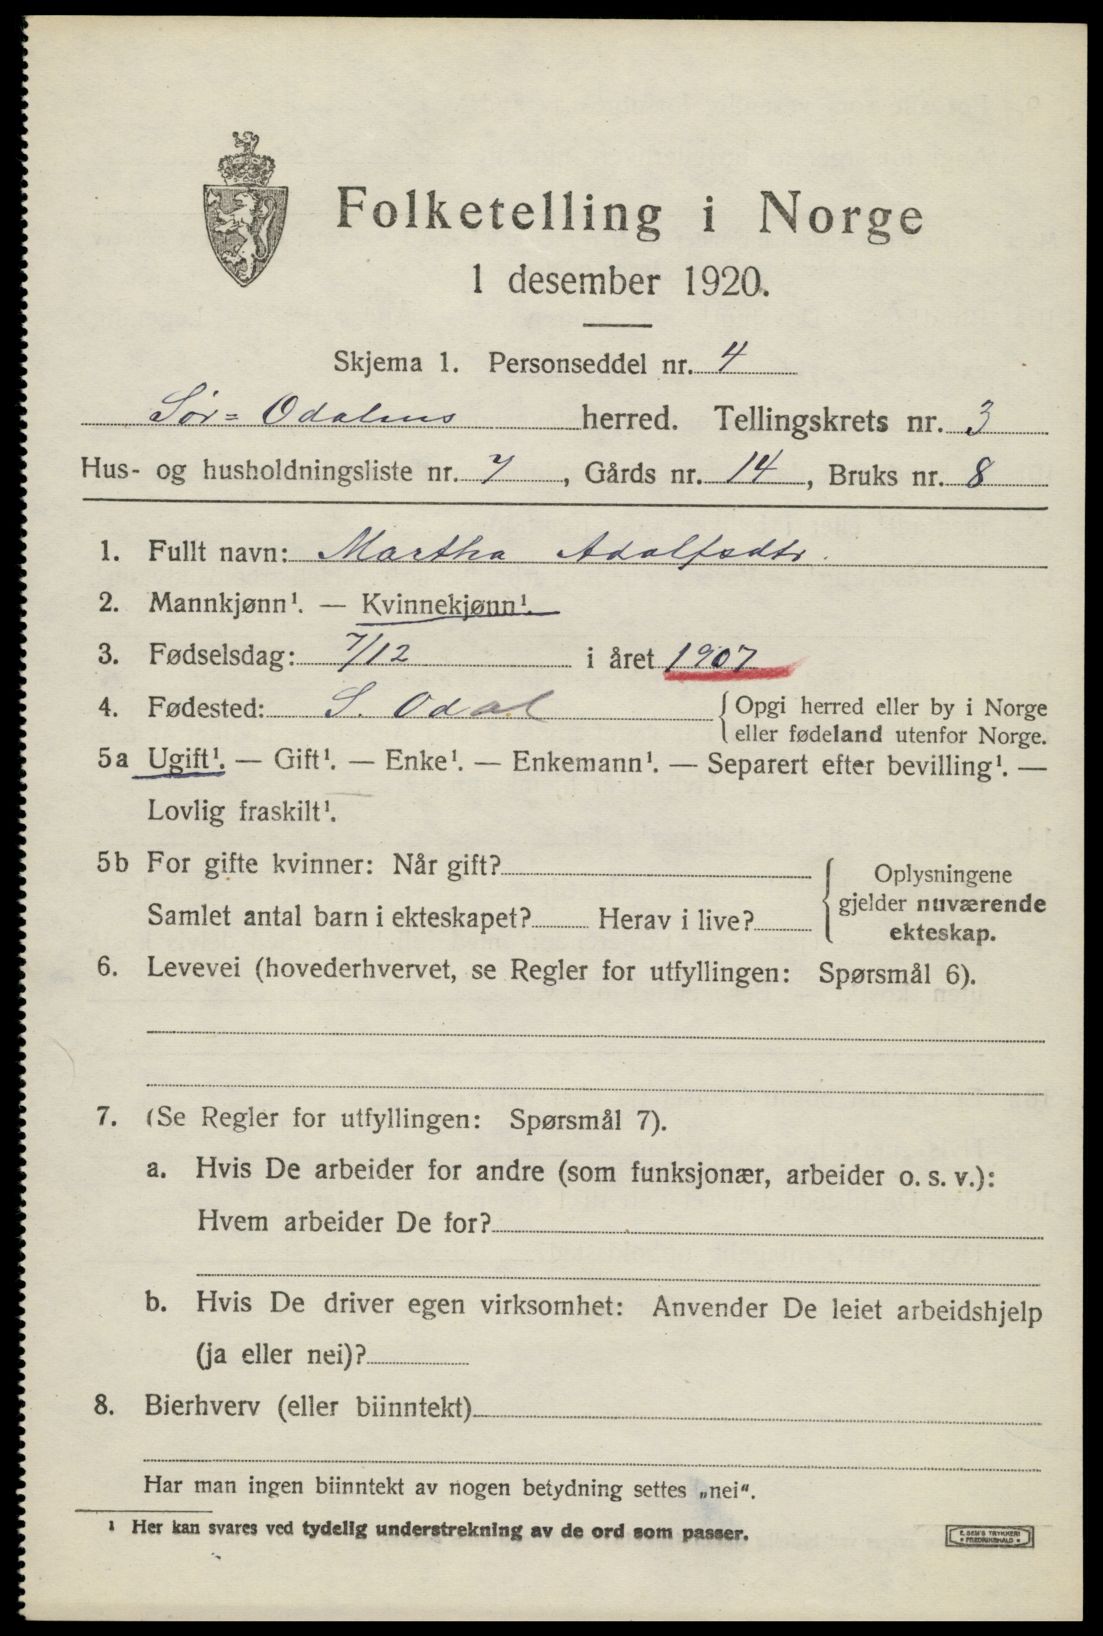 Folketelling i Norge
1 desember 1920.
Skjema 1. Personseddel nr. 4
Sør-Odalens herred. Tellingskrets nr. 3
Hus- og husholdningsliste nr. 7, Gårds nr. 14, Bruks nr. 8
1. Fullt navn: Martha Adolfsdtr.
2. Mannkjønn¹. — Kvinnekjønn¹.
3. Fødselsdag: 7/12 i året 1907
4. Fødested: S. Odal { Opgi herred eller by i Norge
eller fødeland utenfor Norge.
5a Ugift¹. — Gift¹. — Enke¹. — Enkemann¹. — Separert efter bevilling¹. —
Lovlig fraskilt¹.
5b For gifte kvinner: Når gift?
Samlet antal barn i ekteskapet? Herav i live?
{ Oplysningene
gjelder nuværende
ekteskap.
6. Levevei (hovederhvervet, se Regler for utfyllingen: Spørsmål 6).
7. (Se Regler for utfyllingen: Spørsmål 7).
a. Hvis De arbeider for andre (som funksjonær, arbeider o. s. v.):
Hvem arbeider De for?
b. Hvis De driver egen virksomhet: Anvender De leiet arbeidshjelp
(ja eller nei)?
8. Bierhverv (eller biinntekt)
Har man ingen biinntekt av nogen betydning settes „nei".
¹ Her kan svares ved tydelig understrekning av de ord som passer.
E. SEM'S TRYKKERI
• FREDRIKSHALD •